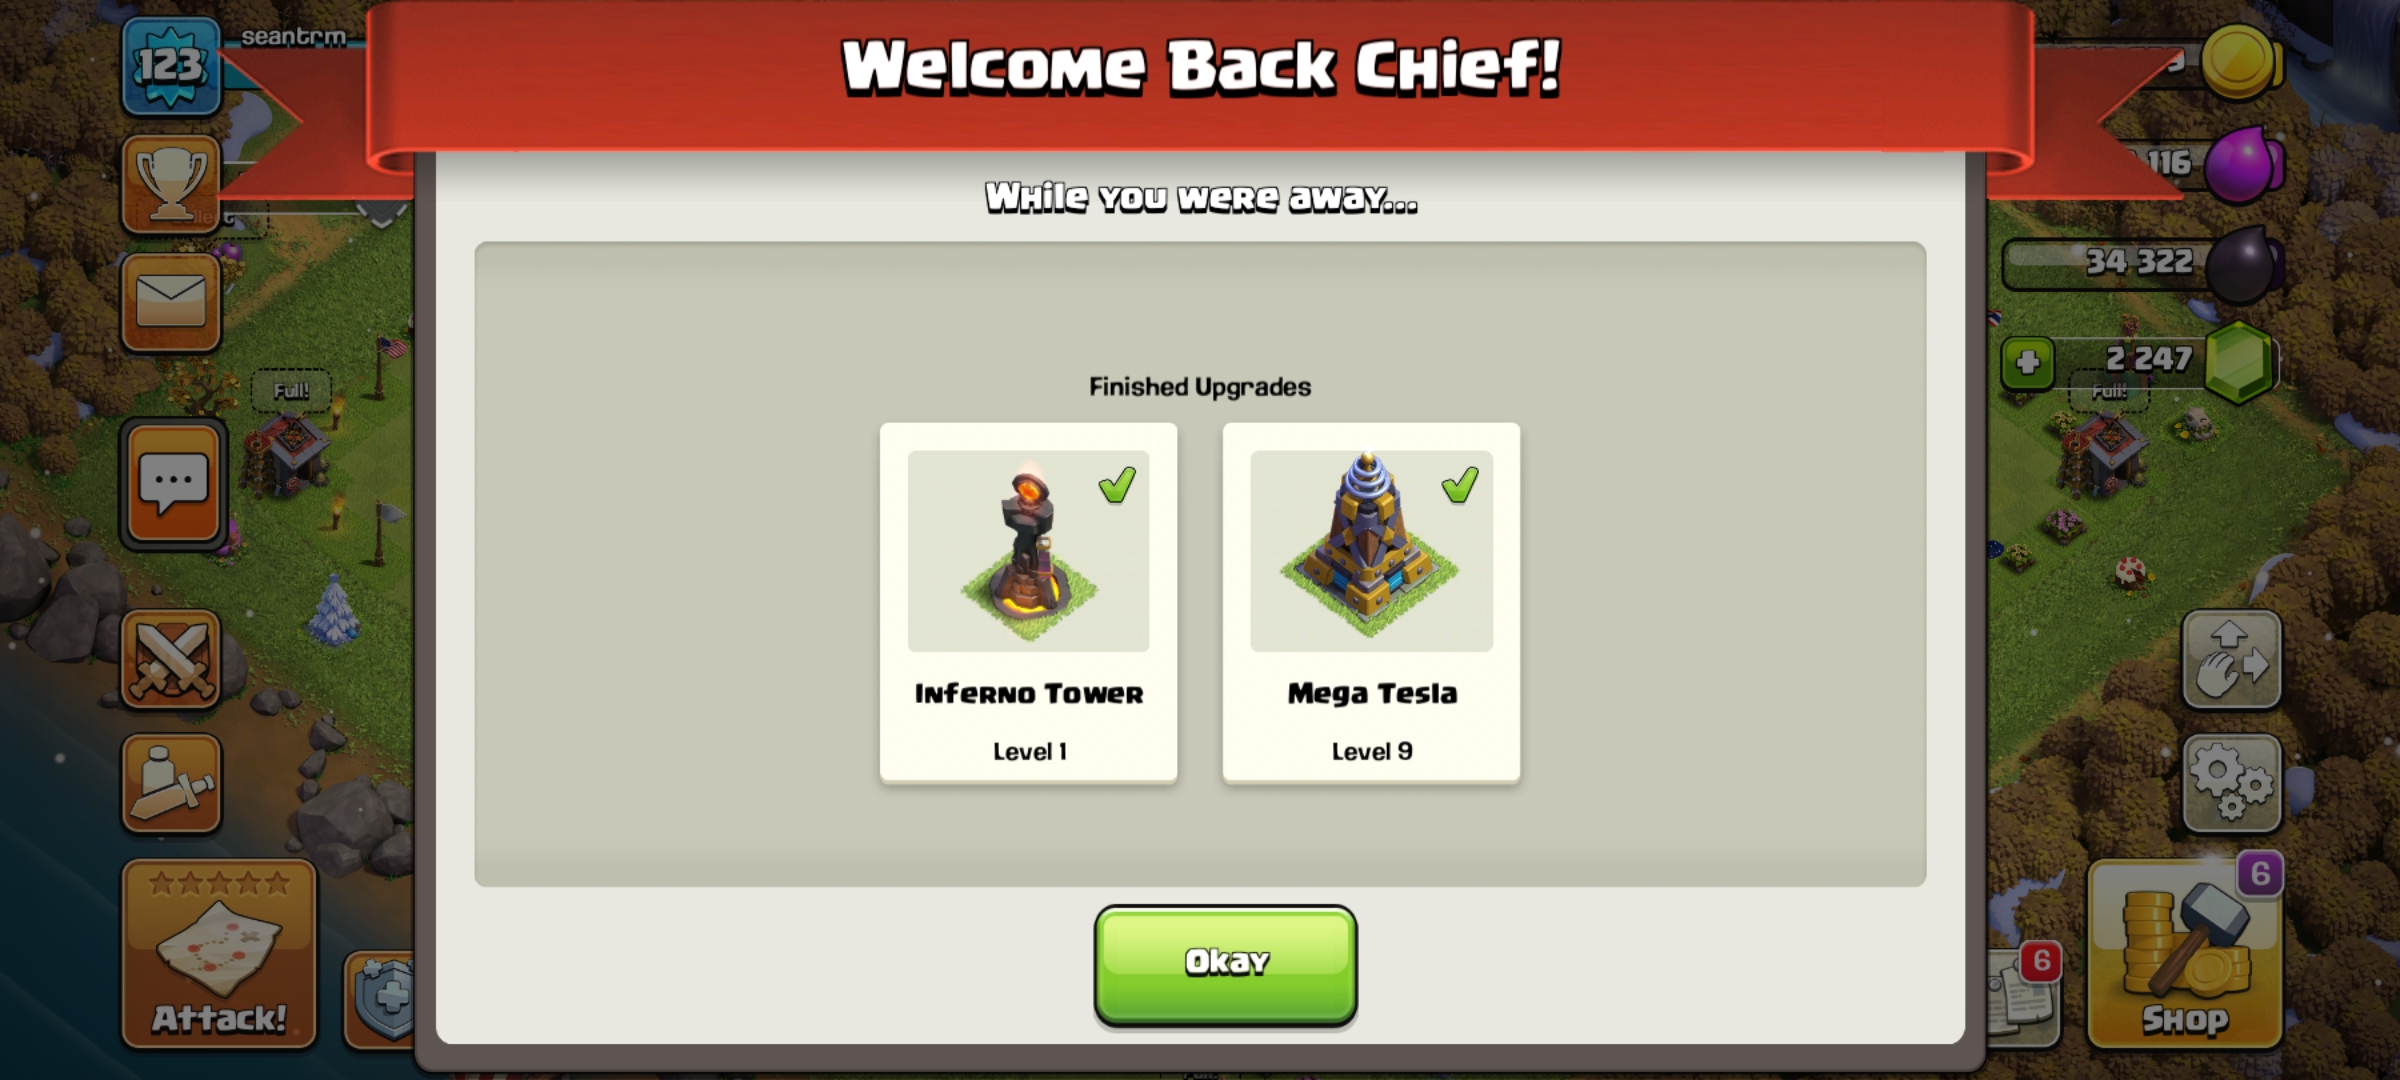 123
seantrm
Welcome Back Chief!
While you were away...
116
34 322
2 247
Full!
Full!
Finished Upgrades
Inferno Tower
Level 1
Mega Tesla
Level 9
Okay
Attack!
6
6
Shop